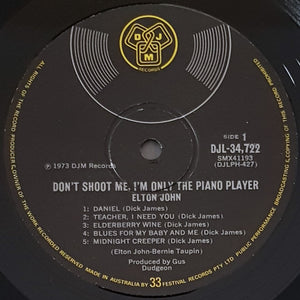 DJM
RECORDS
ALL RIGHTS OF THE RECORD PRODUCER & OWNER OF THE WORK REPRODUCED RESERVED
COPYING, PUBLIC PERFORMANCE AND BROADCASTING OF THIS RECORD PROHIBITED
SIDE 1
DJL-34,722
SMX41193
(DJLPH-427)
℗ 1973 DJM Records
DON'T SHOOT ME, I'M ONLY THE PIANO PLAYER
ELTON JOHN
1: DANIEL (Dick James)
2: TEACHER, I NEED YOU (Dick James)
3: ELDERBERRY WINE (Dick James)
4: BLUES FOR MY BABY AND ME (Dick James)
5: MIDNIGHT CREEPER (Dick James)
(Elton John-Bernie Taupin)
Produced by Gus
Dudgeon
MADE IN AUSTRALIA BY 33 FESTIVAL RECORDS PTY. LTD.